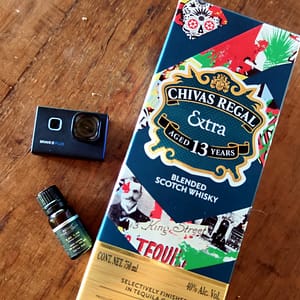 CHIVAS REGAL
Extra
AGED 13 YEARS
BLENDED
SCOTCH WHISKY
King Street
TEQUI
CONT. NET. 750 ml
40% Alc. Vol.
SELECTIVELY FINISHED
IN TEQUILA